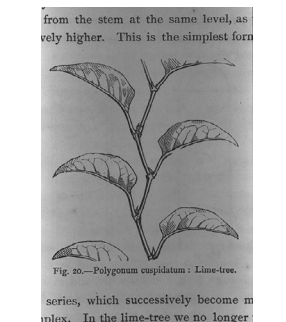 from the stem at the same level, as
vely higher. This is the simplest form
Fig. 20.—Polygonum cuspidatum : Lime-tree.
series, which successively become m
plex. In the lime-tree we no longer